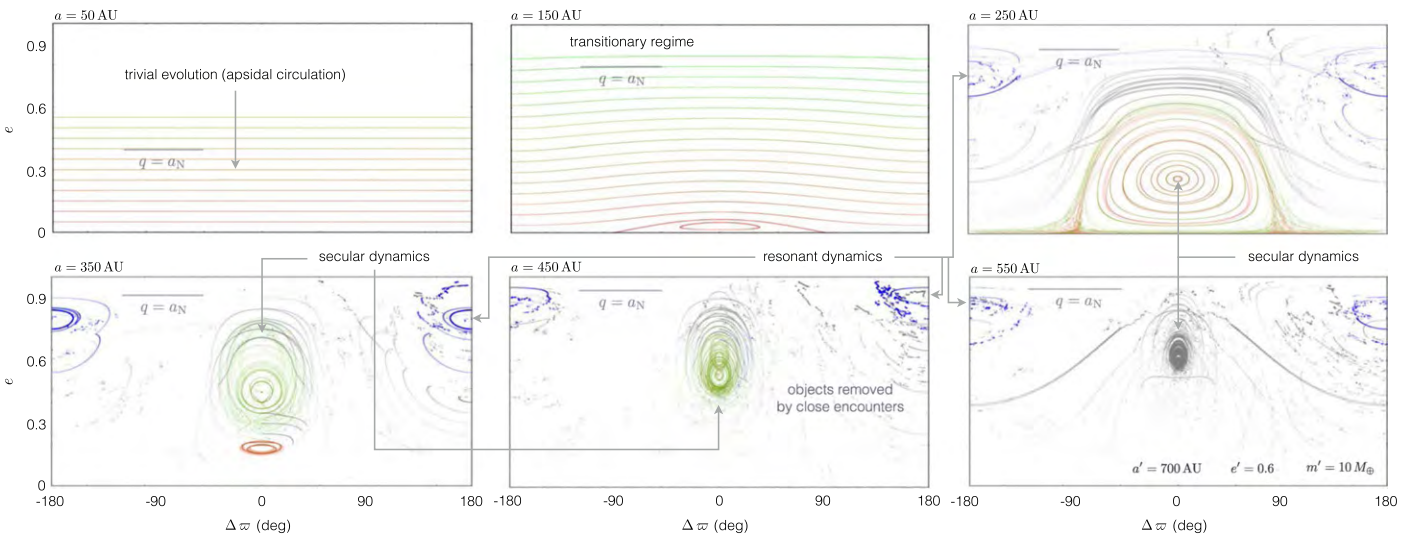 a = 50 AU
a = 150 AU
a = 250 AU
e
0.9
0.6
0.3
0
trivial evolution (apsidal circulation)
q = a_N
transitionary regime
q = a_N
q = a_N
secular dynamics
resonant dynamics
secular dynamics
a = 350 AU
a = 450 AU
a = 550 AU
e
0.9
0.6
0.3
0
q = a_N
q = a_N
q = a_N
objects removed
by close encounters
a′ = 700 AU e′ = 0.6 m′ = 10 M⊕
-180 -90 0 90 180
-180 -90 0 90 180
-180 -90 0 90 180
Δϖ (deg)
Δϖ (deg)
Δϖ (deg)